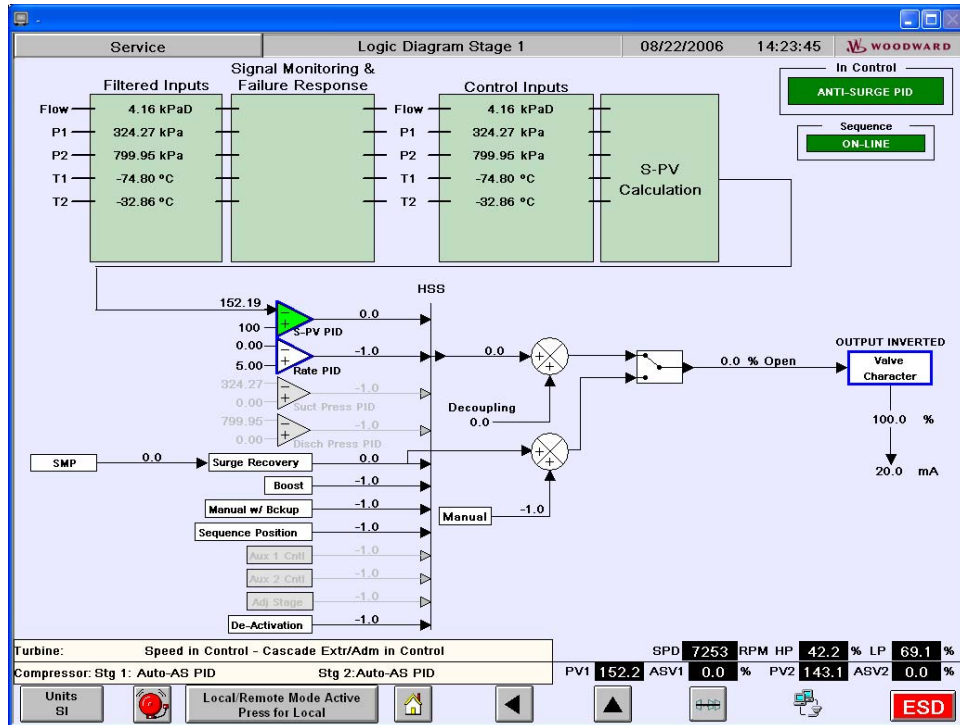 Service
Logic Diagram Stage 1
08/22/2006
14:23:45
WOODWARD
Filtered Inputs
Signal Monitoring &
Failure Response
Control Inputs
In Control
ANTI-SURGE PID
Sequence
ON-LINE
Flow 4.16 kPaD
P1 324.27 kPa
P2 799.95 kPa
T1 -74.80 ºC
T2 -32.86 ºC
Flow 4.16 kPaD
P1 324.27 kPa
P2 799.95 kPa
T1 -74.80 ºC
T2 -32.86 ºC
S-PV
Calculation
HSS
152.19
100
S-PV PID
0.0
0.00
5.00
Rate PID
-1.0
324.27
0.00
Suct Press PID
-1.0
799.95
0.00
Disch Press PID
-1.0
SMP
0.0
Surge Recovery
0.0
Boost
-1.0
Manual w/ Bckup
-1.0
Sequence Position
-1.0
Aux 1 Cntl
-1.0
Aux 2 Cntl
-1.0
Adj Stage
-1.0
De-Activation
-1.0
0.0
Decoupling
0.0
Manual
-1.0
0.0 % Open
OUTPUT INVERTED
Valve
Character
100.0 %
20.0 mA
Turbine: Speed in Control - Cascade Extr/Adm in Control
SPD 7253 RPM HP 42.2 % LP 69.1 %
Compressor: Stg 1: Auto-AS PID Stg 2:Auto-AS PID
PV1 152.2 ASV1 0.0 % PV2 143.1 ASV2 0.0 %
Units
SI
Local/Remote Mode Active
Press for Local
ESD